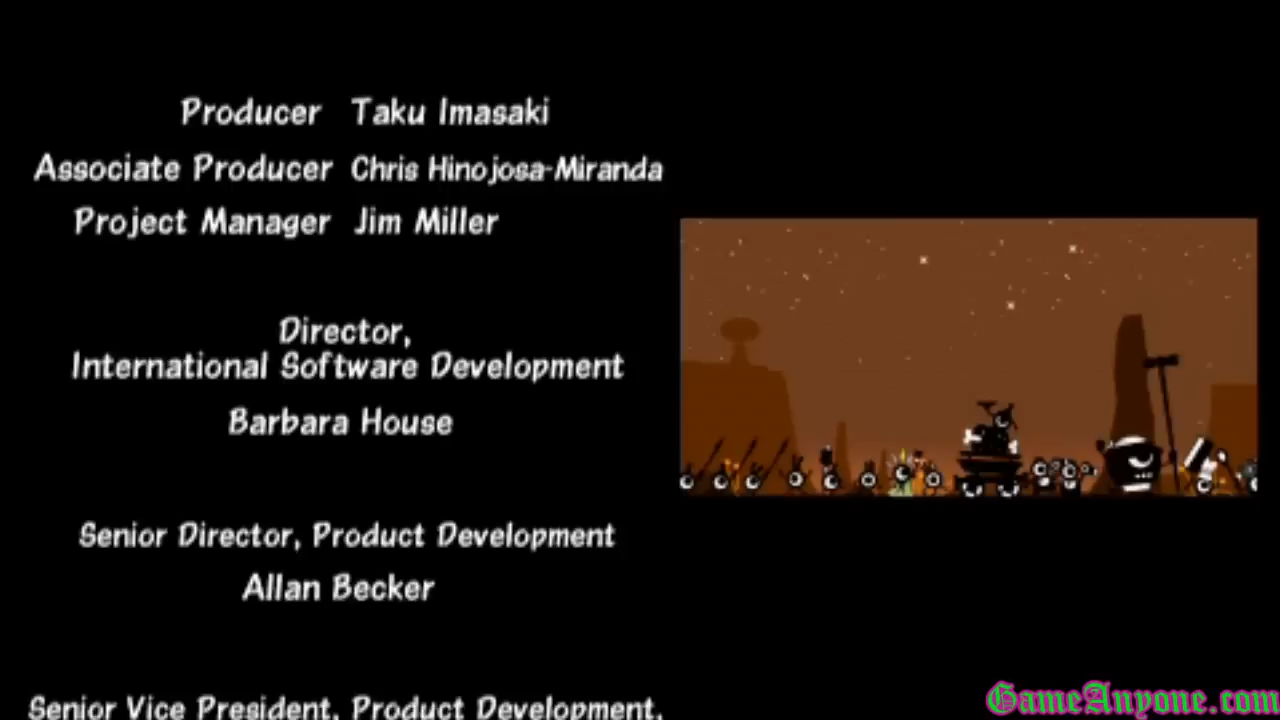 Producer Taku Imasaki
Associate Producer Chris Hinojosa-Miranda
Project Manager Jim Miller
Director,
International Software Development
Barbara House
Senior Director, Product Development
Allan Becker
Senior Vice President, Product Development,
GameAnyone.com